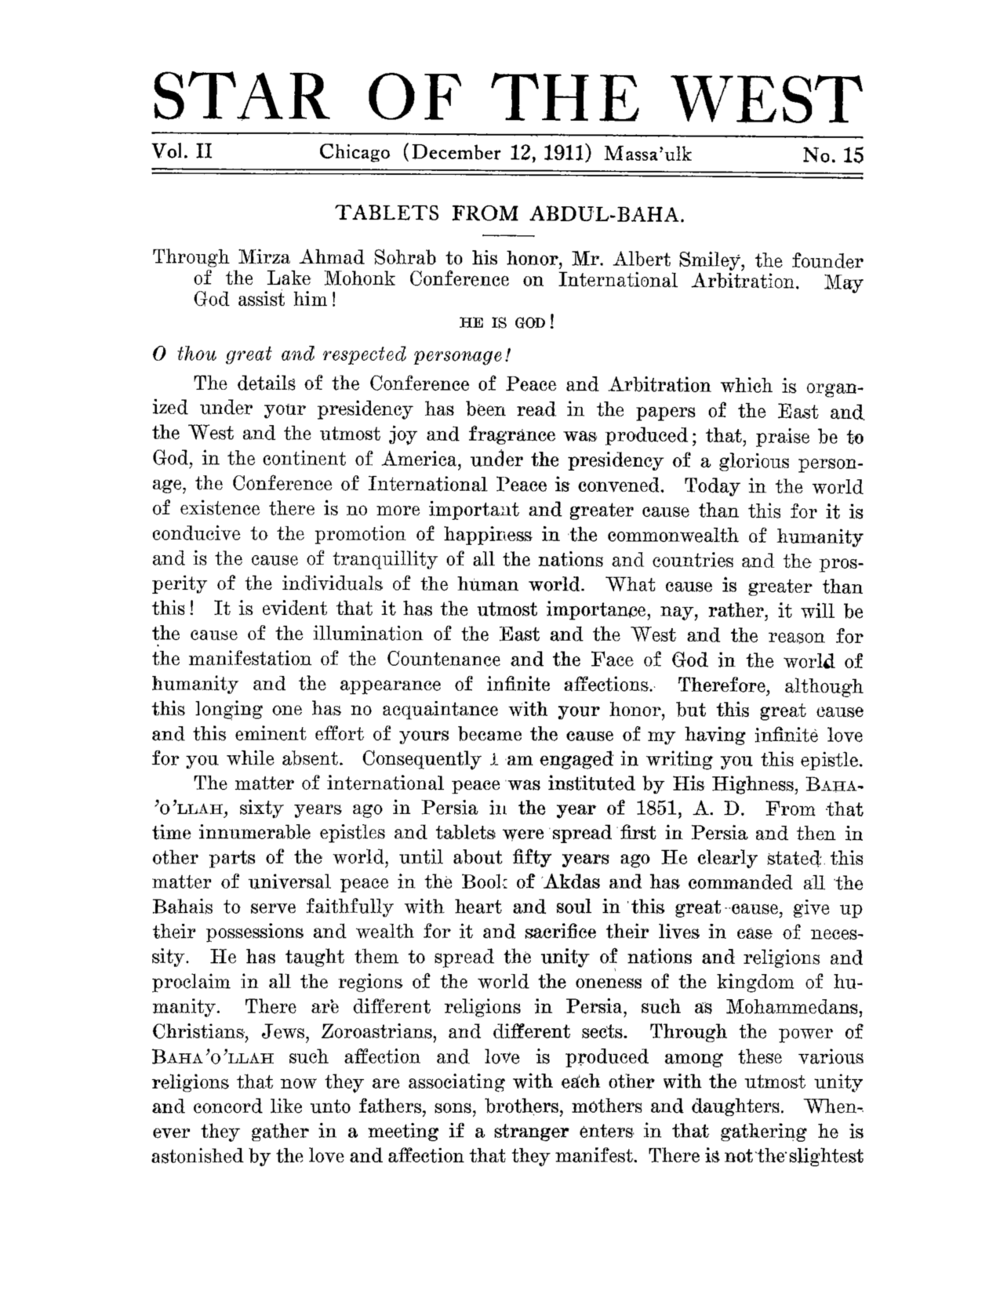 STAR OF THE WEST
Vol. II Chicago (December 12, 1911) Massa'ulk No. 15
TABLETS FROM ABDUL-BAHA.
Through Mirza Ahmad Sohrab to his honor, Mr. Albert Smiley, the founder
of the Lake Mohonk Conference on International Arbitration. May
God assist him!
HE IS GOD!
O thou great and respected personage!
The details of the Conference of Peace and Arbitration which is organ-
ized under your presidency has been read in the papers of the East and
the West and the utmost joy and fragrance was produced; that, praise be to
God, in the continent of America, under the presidency of a glorious person-
age, the Conference of International Peace is convened. Today in the world
of existence there is no more important and greater cause than this for it is
conducive to the promotion of happiness in the commonwealth of humanity
and is the cause of tranquillity of all the nations and countries and the pros-
perity of the individuals of the human world. What cause is greater than
this! It is evident that it has the utmost importance, nay, rather, it will be
the cause of the illumination of the East and the West and the reason for
the manifestation of the Countenance and the Face of God in the world of
humanity and the appearance of infinite affections. Therefore, although
this longing one has no acquaintance with your honor, but this great cause
and this eminent effort of yours became the cause of my having infinite love
for you while absent. Consequently I am engaged in writing you this epistle.
The matter of international peace was instituted by His Highness, BAHA-
'O'LLAH, sixty years ago in Persia in the year of 1851, A. D. From that
time innumerable epistles and tablets were spread first in Persia and then in
other parts of the world, until about fifty years ago He clearly stated this
matter of universal peace in the Book of Akdas and has commanded all the
Bahais to serve faithfully with heart and soul in this great cause, give up
their possessions and wealth for it and sacrifice their lives in case of neces-
sity. He has taught them to spread the unity of nations and religions and
proclaim in all the regions of the world the oneness of the kingdom of hu-
manity. There are different religions in Persia, such as Mohammedans,
Christians, Jews, Zoroastrians, and different sects. Through the power of
BAHA'O'LLAH such affection and love is produced among these various
religions that now they are associating with each other with the utmost unity
and concord like unto fathers, sons, brothers, mothers and daughters. When-
ever they gather in a meeting if a stranger enters in that gathering he is
astonished by the love and affection that they manifest. There is not the slightest